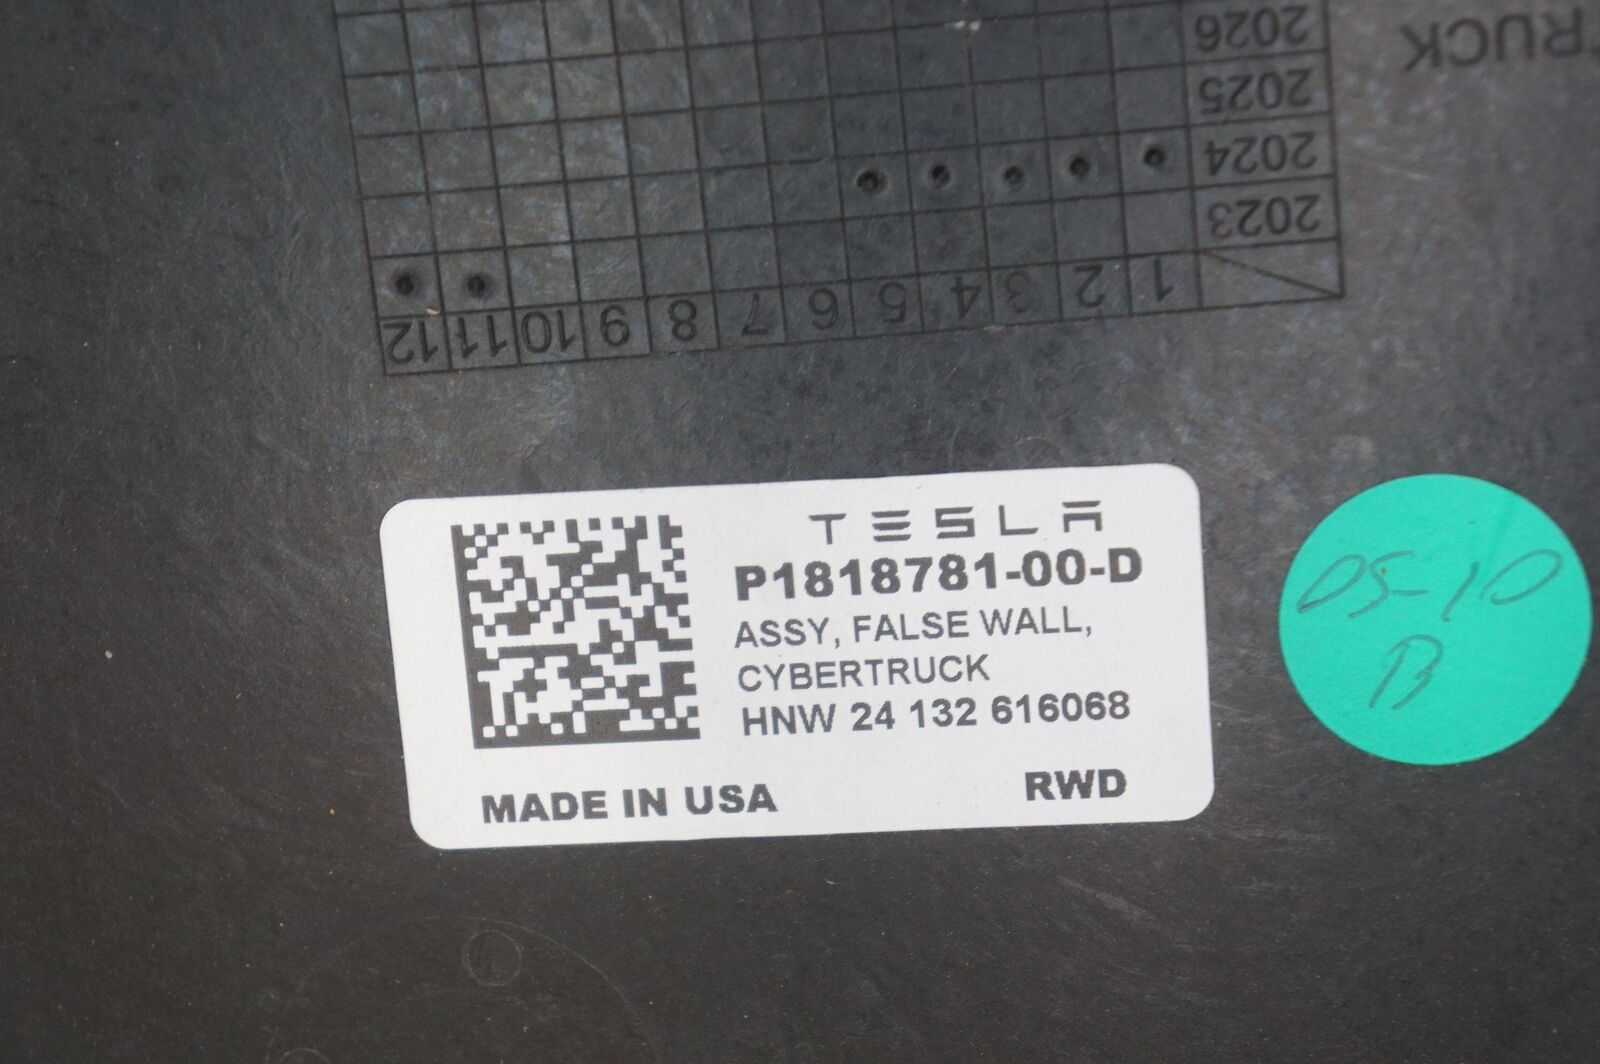 TRUCK
2026
2025
2024
2023
1 2 3 4 5 6 7 8 9 10 11 12
TESLA
P1818781-00-D
ASSY, FALSE WALL,
CYBERTRUCK
HNW 24 132 616068
MADE IN USA RWD
05-10
B